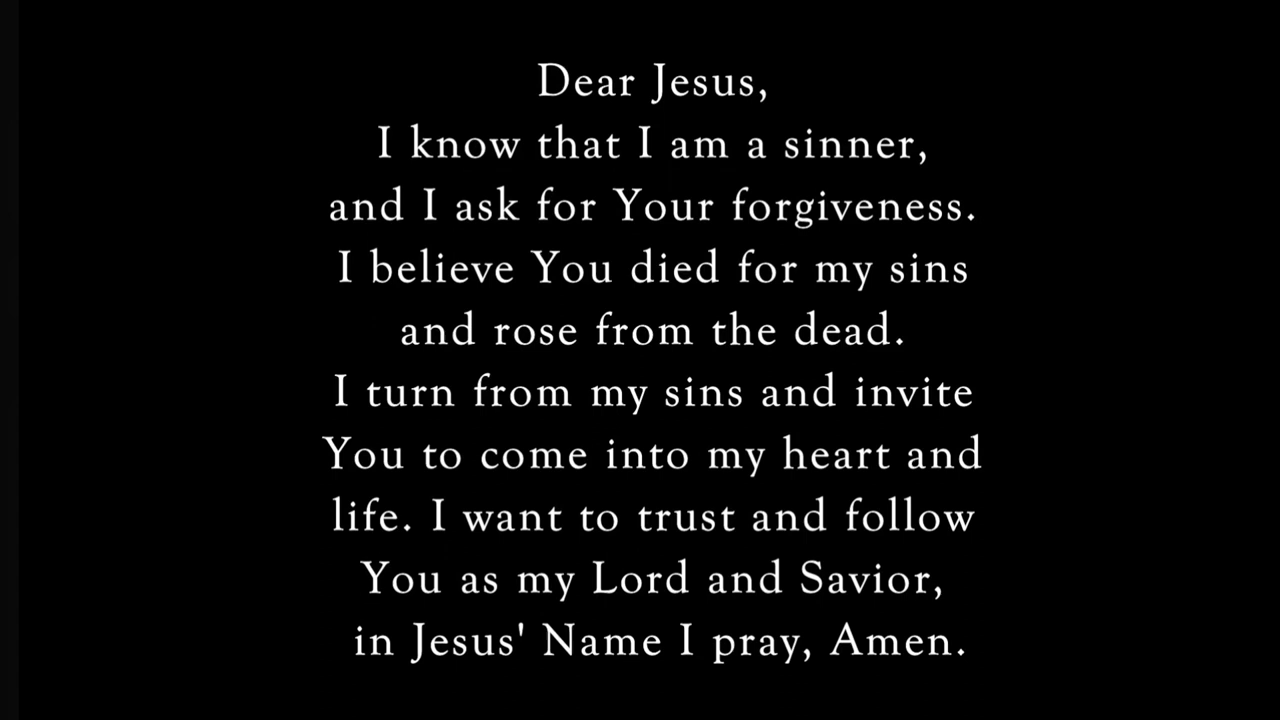 Dear Jesus,
I know that I am a sinner,
and I ask for Your forgiveness.
I believe You died for my sins
and rose from the dead.
I turn from my sins and invite
You to come into my heart and
life. I want to trust and follow
You as my Lord and Savior,
in Jesus' Name I pray, Amen.